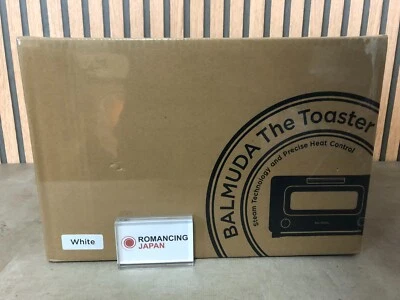 BALMUDA The Toaster
Steam Technology and Precise Heat Control
White
ROMANCING
JAPAN